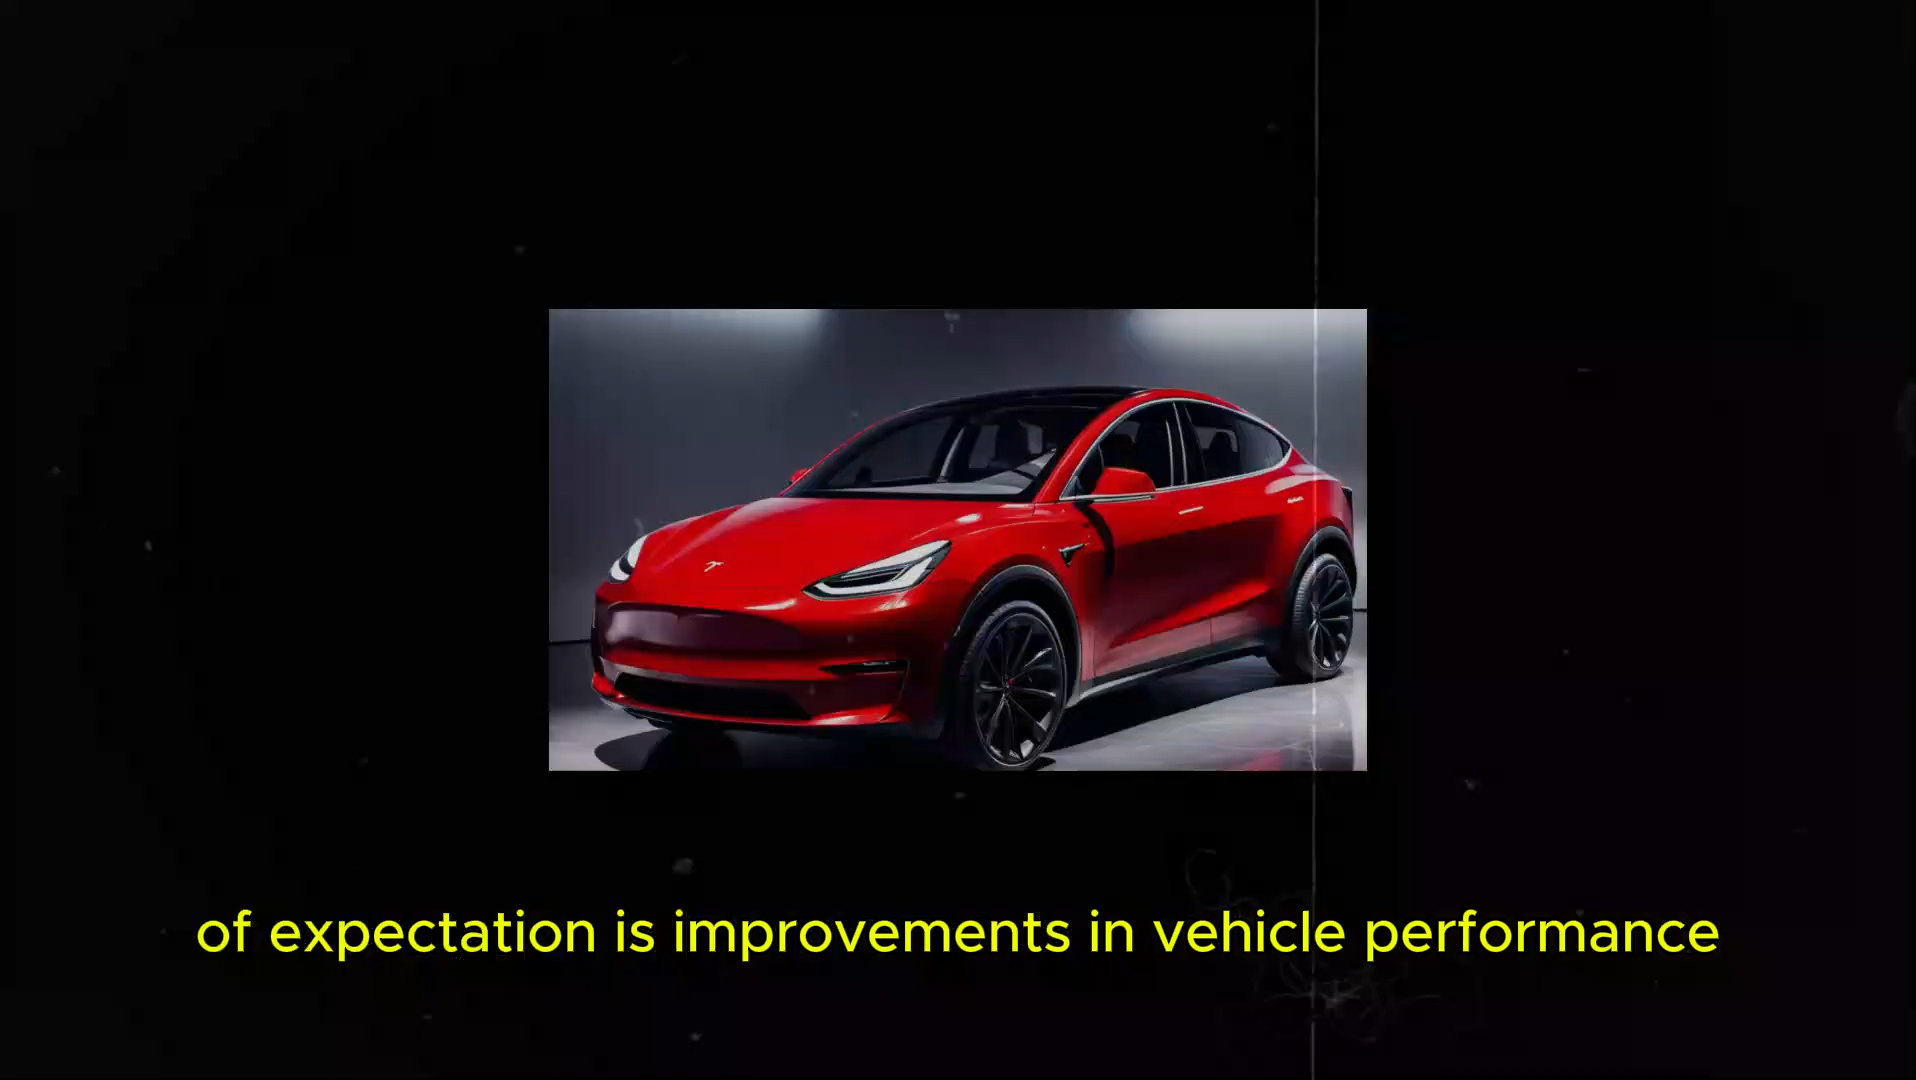 of expectation is improvements in vehicle performance